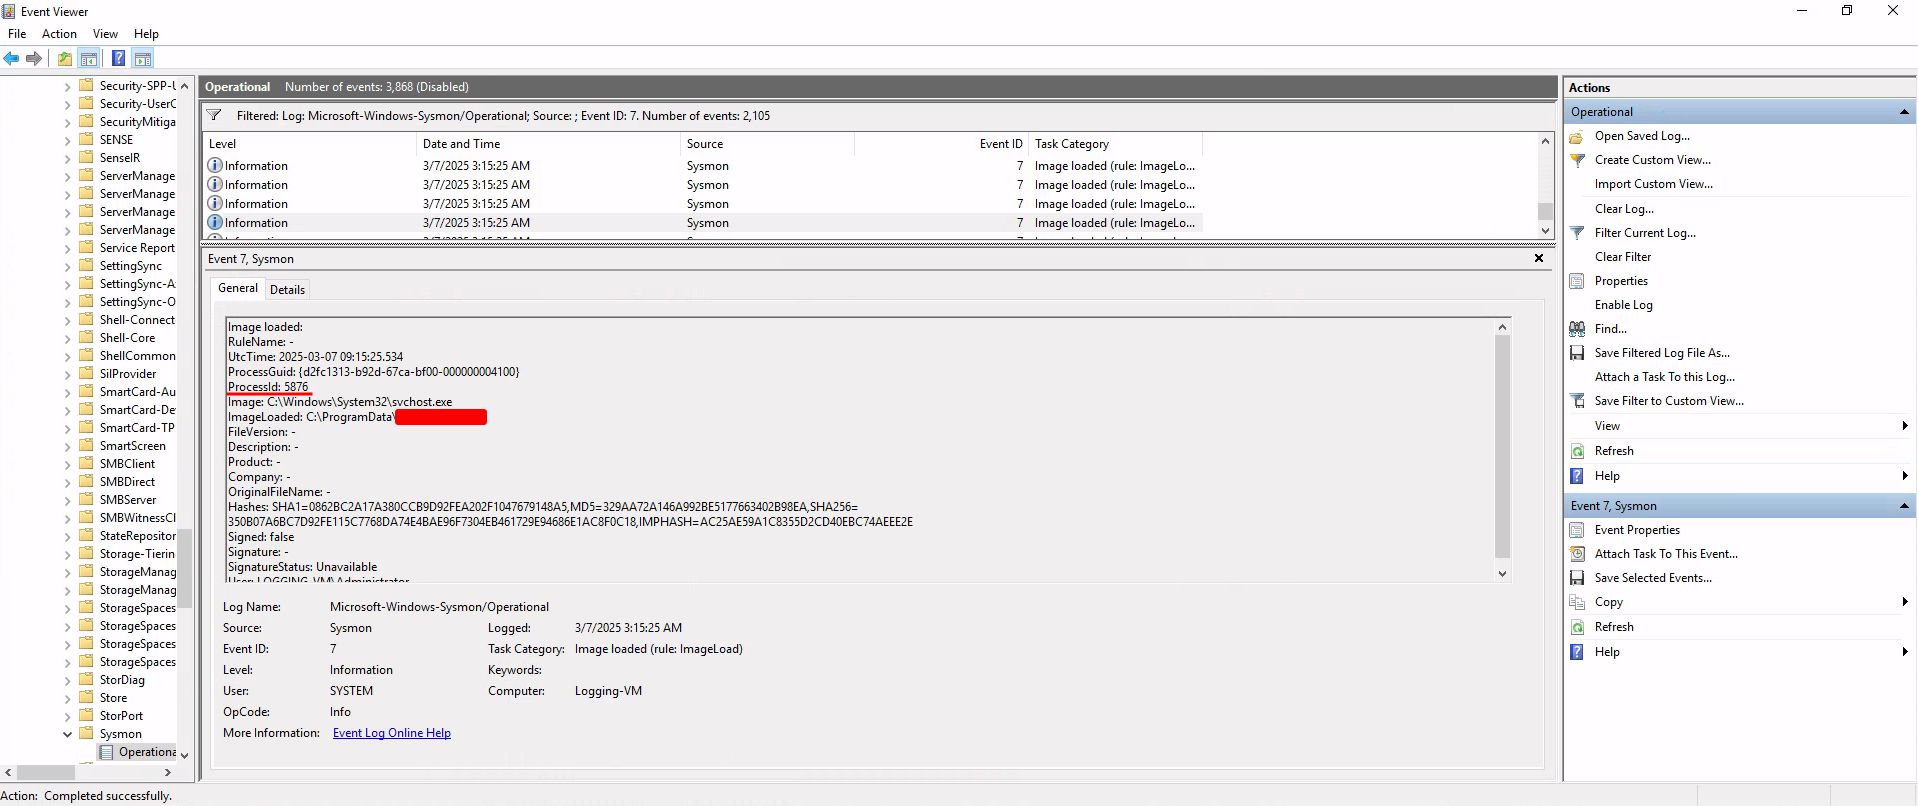 Event Viewer
File Action View Help
Security-SPP-U
Security-UserC
SecurityMitiga
SENSE
SenseIR
ServerManage
ServerManage
ServerManage
ServerManage
Service Report
SettingSync
SettingSync-A
SettingSync-O
Shell-Connect
Shell-Core
ShellCommon
SilProvider
SmartCard-Au
SmartCard-De
SmartCard-TP
SmartScreen
SMBClient
SMBDirect
SMBServer
SMBWitnessCl
StateRepositor
Storage-Tierin
StorageManag
StorageManag
StorageSpaces
StorageSpaces
StorageSpaces
StorageSpaces
StorDiag
Store
StorPort
Sysmon
Operationa
Operational Number of events: 3,868 (Disabled)
Filtered: Log: Microsoft-Windows-Sysmon/Operational; Source: ; Event ID: 7. Number of events: 2,105
Level Date and Time Source Event ID Task Category
Information 3/7/2025 3:15:25 AM Sysmon 7 Image loaded (rule: ImageLo...
Information 3/7/2025 3:15:25 AM Sysmon 7 Image loaded (rule: ImageLo...
Information 3/7/2025 3:15:25 AM Sysmon 7 Image loaded (rule: ImageLo...
Information 3/7/2025 3:15:25 AM Sysmon 7 Image loaded (rule: ImageLo...
Event 7, Sysmon
General Details
Image loaded:
RuleName: -
UtcTime: 2025-03-07 09:15:25.534
ProcessGuid: {d2fc1313-b92d-67ca-bf00-000000004100}
ProcessId: 5876
Image: C:\Windows\System32\svchost.exe
ImageLoaded: C:\ProgramData\
FileVersion: -
Description: -
Product: -
Company: -
OriginalFileName: -
Hashes: SHA1=0862BC2A17A380CCB9D92FEA202F1047679148A5,MD5=329AA72A146A992BE5177663402B98EA,SHA256=
350B07A6BC7D92FE115C7768DA74E4BAE96F7304EB461729E94686E1AC8F0C18,IMPHASH=AC25AE59A1C8355D2CD40EBC74AEEE2E
Signed: false
Signature: -
SignatureStatus: Unavailable
User: LOGGING-VM\Administrator
Log Name: Microsoft-Windows-Sysmon/Operational
Source: Sysmon Logged: 3/7/2025 3:15:25 AM
Event ID: 7 Task Category: Image loaded (rule: ImageLoad)
Level: Information Keywords:
User: SYSTEM Computer: Logging-VM
OpCode: Info
More Information: Event Log Online Help
Actions
Operational
Open Saved Log...
Create Custom View...
Import Custom View...
Clear Log...
Filter Current Log...
Clear Filter
Properties
Enable Log
Find...
Save Filtered Log File As...
Attach a Task To this Log...
Save Filter to Custom View...
View
Refresh
Help
Event 7, Sysmon
Event Properties
Attach Task To This Event...
Save Selected Events...
Copy
Refresh
Help
Action: Completed successfully.